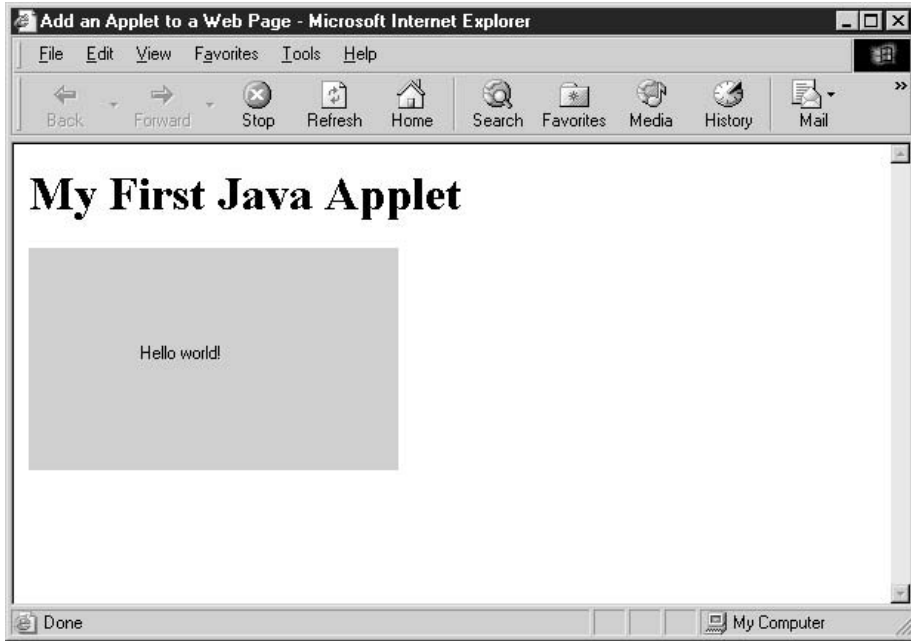 Add an Applet to a Web Page - Microsoft Internet Explorer
File Edit View Favorites Tools Help
Back Forward Stop Refresh Home Search Favorites Media History Mail »
My First Java Applet
Hello world!
Done My Computer